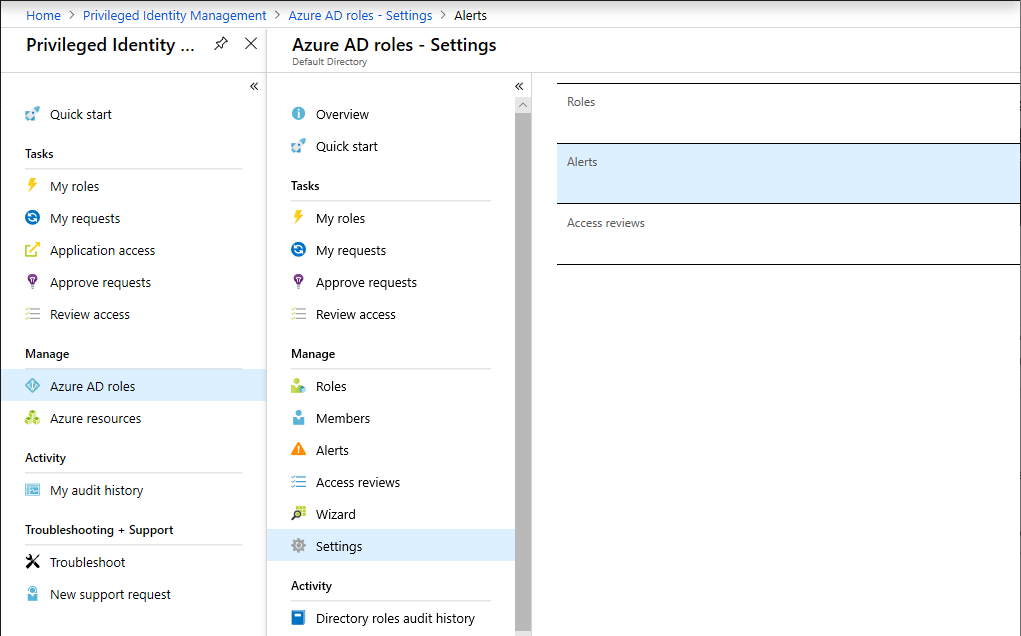 Home > Privileged Identity Management > Azure AD roles - Settings > Alerts
Privileged Identity ...
Azure AD roles - Settings
Default Directory
Quick start
Tasks
My roles
My requests
Application access
Approve requests
Review access
Manage
Azure AD roles
Azure resources
Activity
My audit history
Troubleshooting + Support
Troubleshoot
New support request
Overview
Quick start
Tasks
My roles
My requests
Approve requests
Review access
Manage
Roles
Members
Alerts
Access reviews
Wizard
Settings
Activity
Directory roles audit history
Roles
Alerts
Access reviews